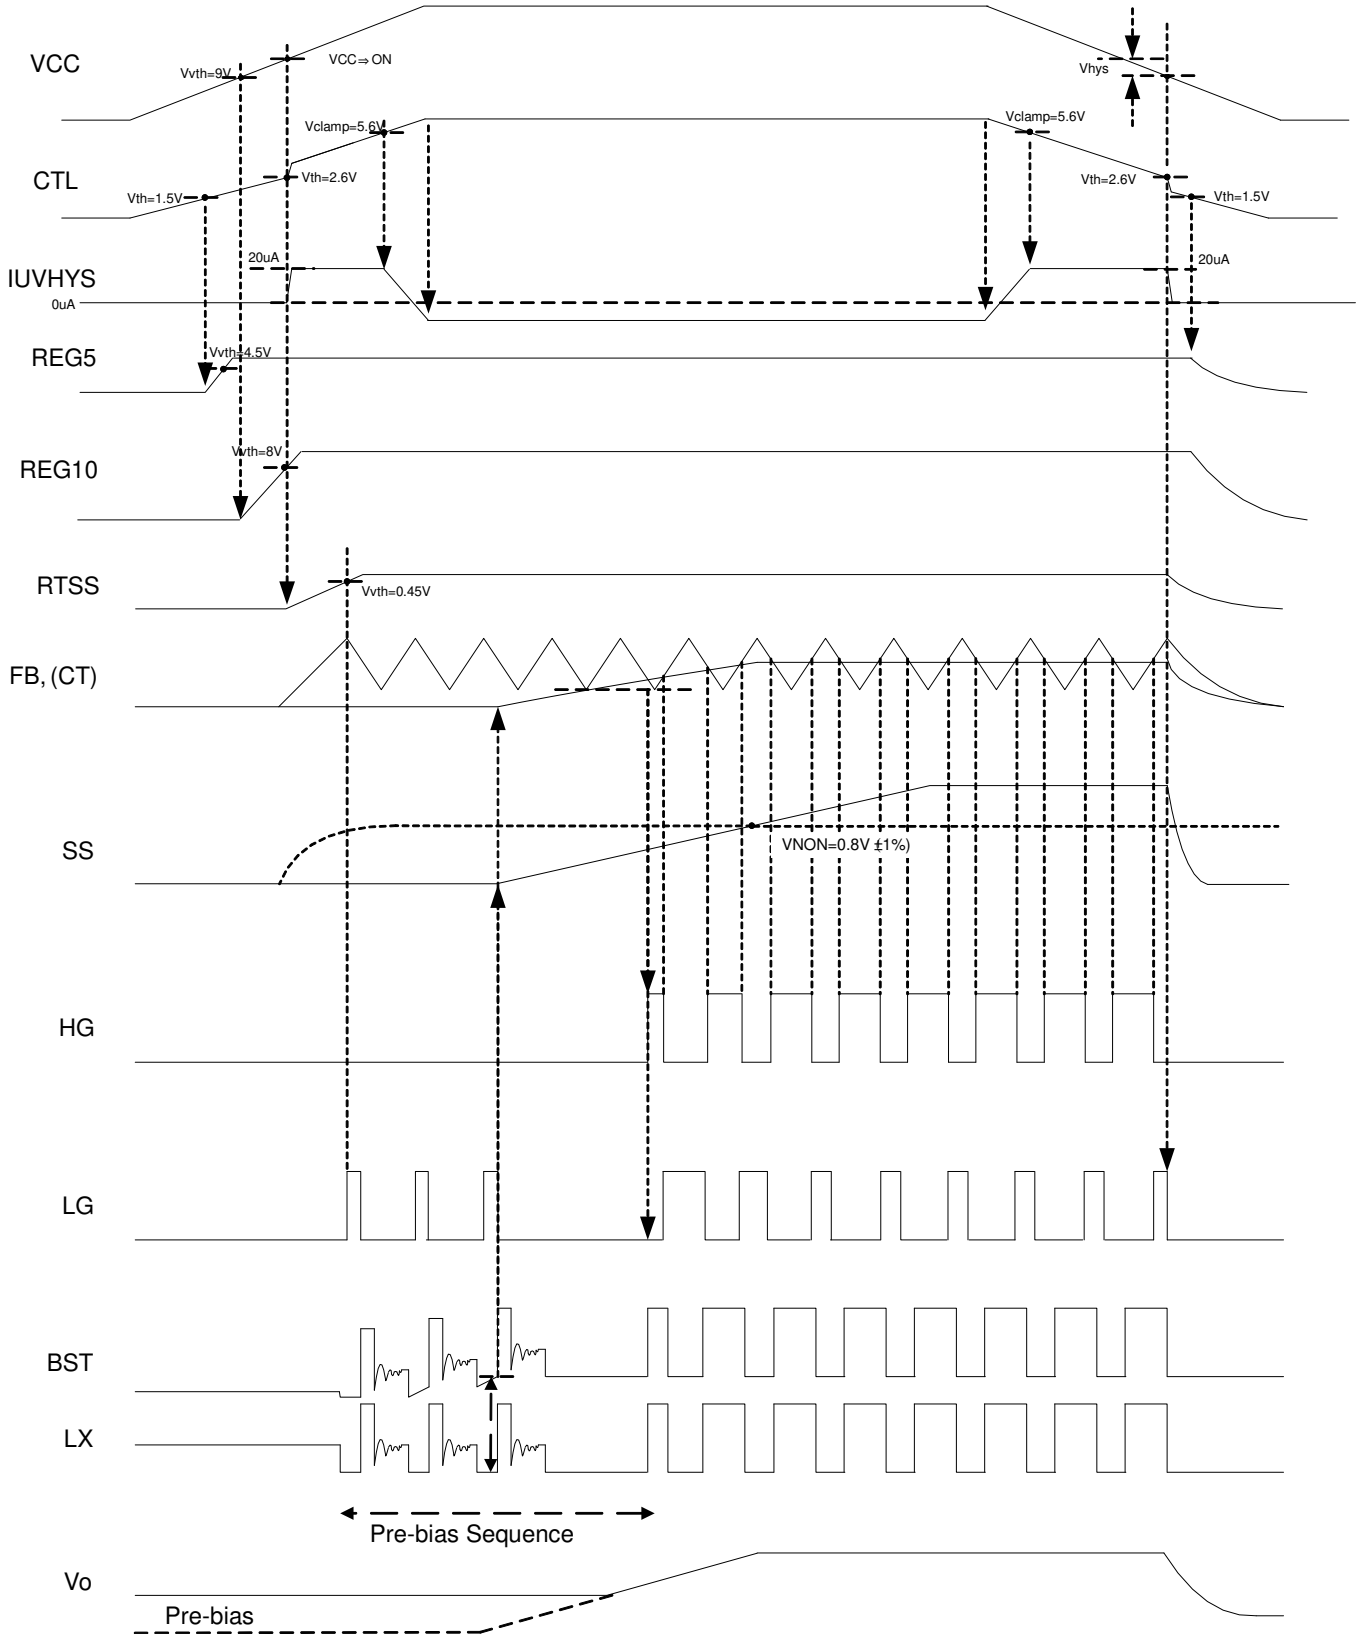 VCC
Vvth=9V
VCC⇒ON
Vhys
Vclamp=5.6V
Vclamp=5.6V
CTL
Vth=1.5V
Vth=2.6V
Vth=2.6V
Vth=1.5V
IUVHYS
20uA
20uA
0uA
REG5
Vvth=4.5V
REG10
Vvth=8V
RTSS
Vvth=0.45V
FB, (CT)
SS
VNON=0.8V ±1%)
HG
LG
BST
LX
Pre-bias Sequence
Vo
Pre-bias